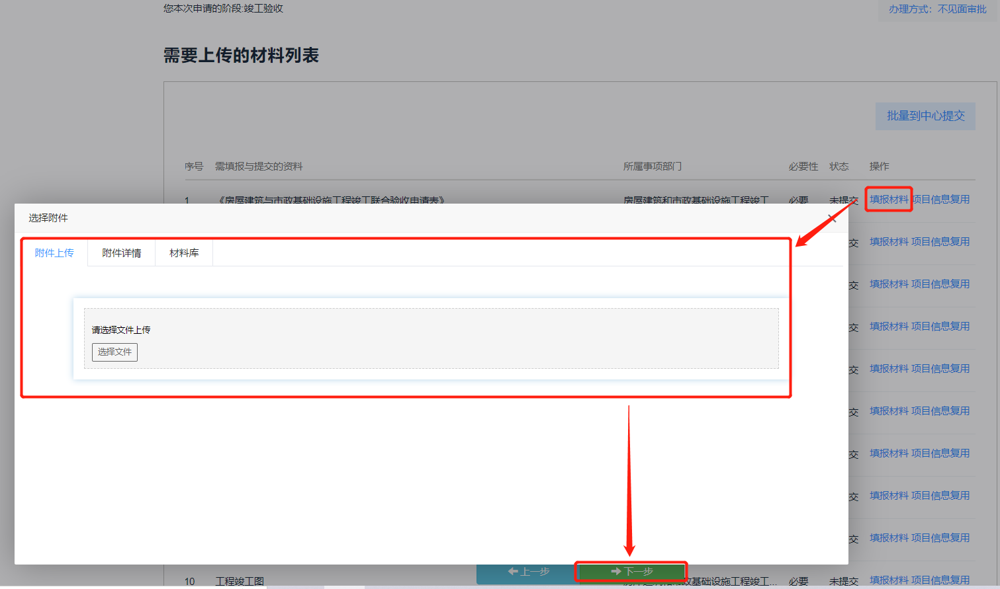 您本次申请的阶段:竣工验收
办理方式：不见面审批
需要上传的材料列表
批量到中心提交
序号 需填报与提交的资料 所属事项部门 必要性 状态 操作
1 《房屋建筑与市政基础设施工程竣工联合验收申请表》 房屋建筑和市政基础设施工程竣工... 必要 未提交 填报材料 项目信息复用
选择附件
交 填报材料 项目信息复用
附件上传 附件详情 材料库
交 填报材料 项目信息复用
请选择文件上传
交 填报材料 项目信息复用
选择文件
交 填报材料 项目信息复用
交 填报材料 项目信息复用
交 填报材料 项目信息复用
交 填报材料 项目信息复用
交 填报材料 项目信息复用
上一步 下一步
10 工程竣工图 政基础设施工程竣工... 必要 未提交 填报材料 项目信息复用